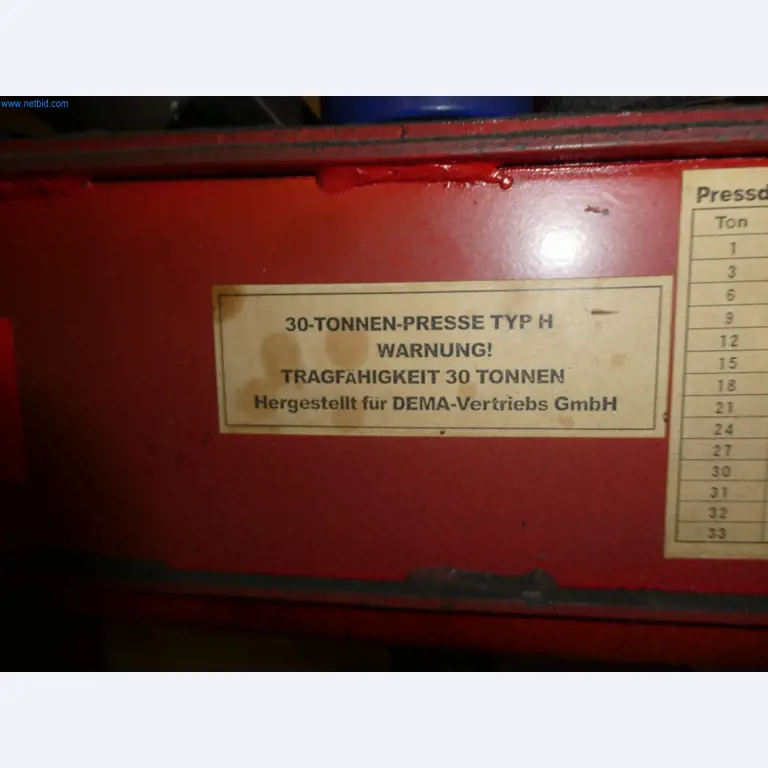 www.netbid.com
30-TONNEN-PRESSE TYP H
WARNUNG!
TRAGFÄHIGKEIT 30 TONNEN
Hergestellt für DEMA-Vertriebs GmbH
Pressd
Ton
1
3
6
9
12
15
18
21
24
27
30
31
32
33